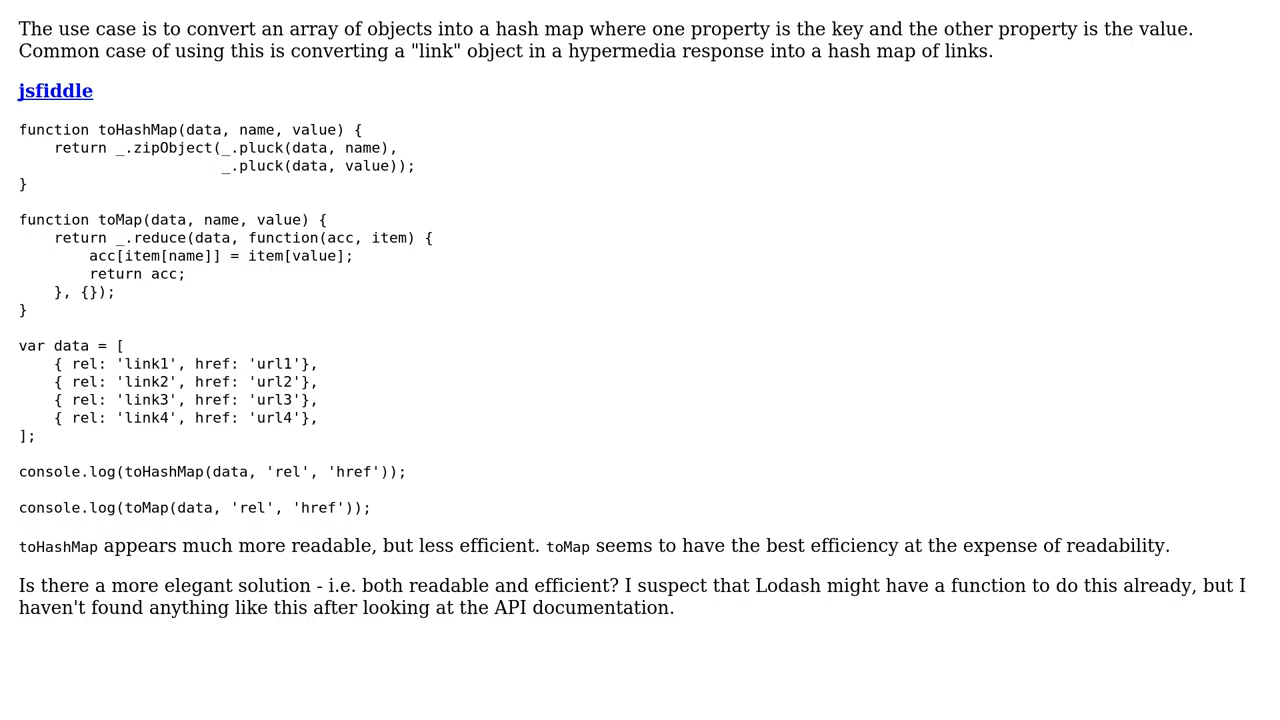 The use case is to convert an array of objects into a hash map where one property is the key and the other property is the value.
Common case of using this is converting a "link" object in a hypermedia response into a hash map of links.
jsfiddle
function toHashMap(data, name, value) {
    return _.zipObject(_.pluck(data, name),
                       _.pluck(data, value));
}
function toMap(data, name, value) {
    return _.reduce(data, function(acc, item) {
        acc[item[name]] = item[value];
        return acc;
    }, {});
}
var data = [
    { rel: 'link1', href: 'url1'},
    { rel: 'link2', href: 'url2'},
    { rel: 'link3', href: 'url3'},
    { rel: 'link4', href: 'url4'},
];
console.log(toHashMap(data, 'rel', 'href'));
console.log(toMap(data, 'rel', 'href'));
toHashMap appears much more readable, but less efficient. toMap seems to have the best efficiency at the expense of readability.
Is there a more elegant solution - i.e. both readable and efficient? I suspect that Lodash might have a function to do this already, but I
haven't found anything like this after looking at the API documentation.